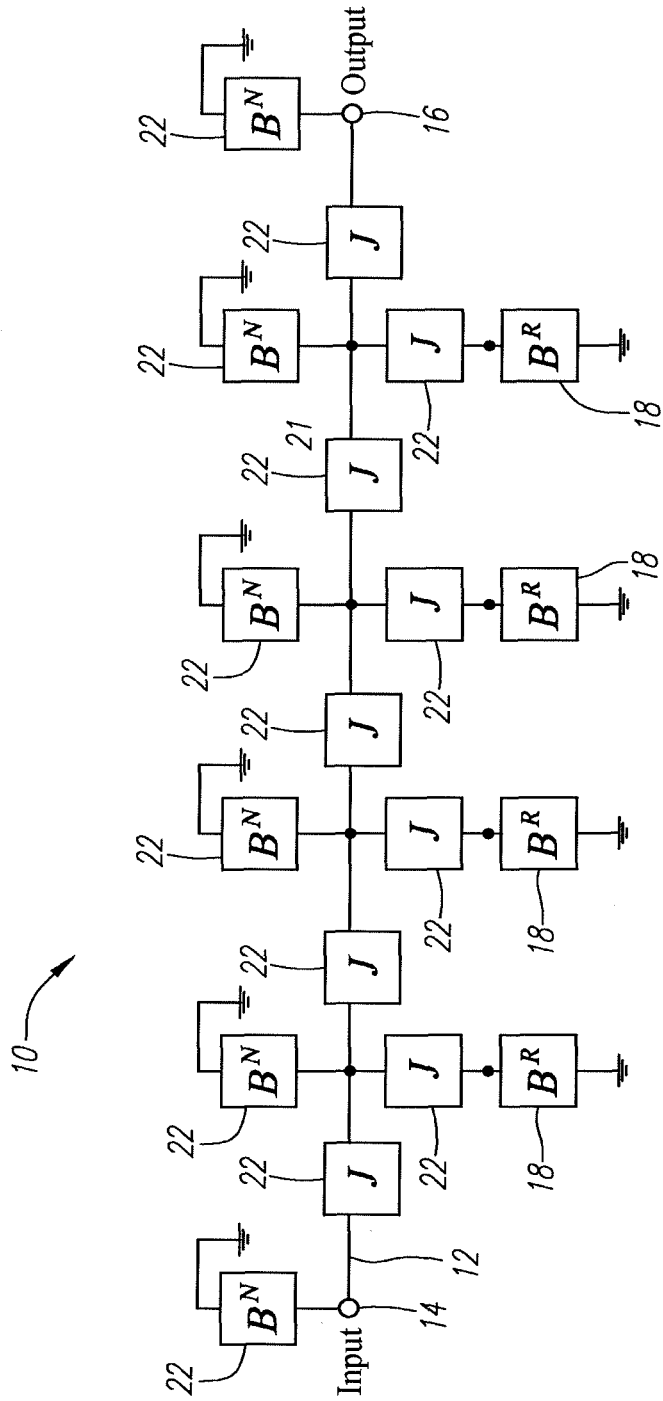 10
22 22 22 22 22 22
B^N B^N B^N B^N B^N B^N
22 22 22 22 21 22
Input J J J J J Output
14 12 16
J J J J
22 22 22 22
B^R B^R B^R B^R
18 18 18 18